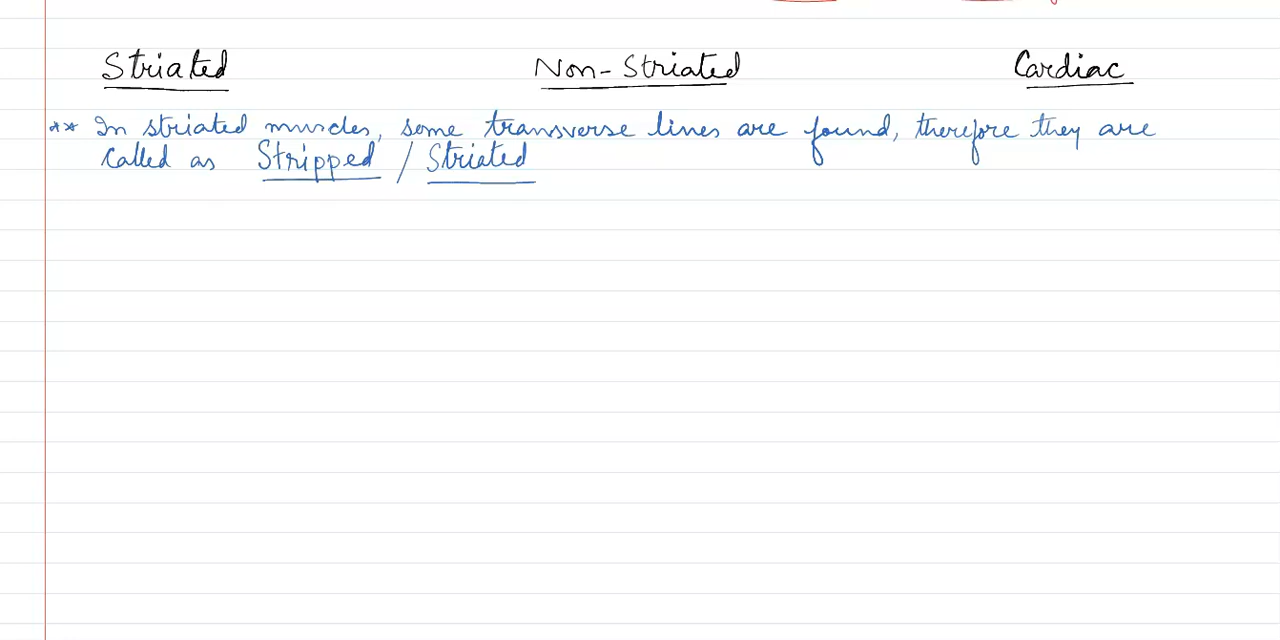 Striated Non-Striated Cardiac
** In striated muscles, some transverse lines are found, therefore they are
called as Stripped / Striated